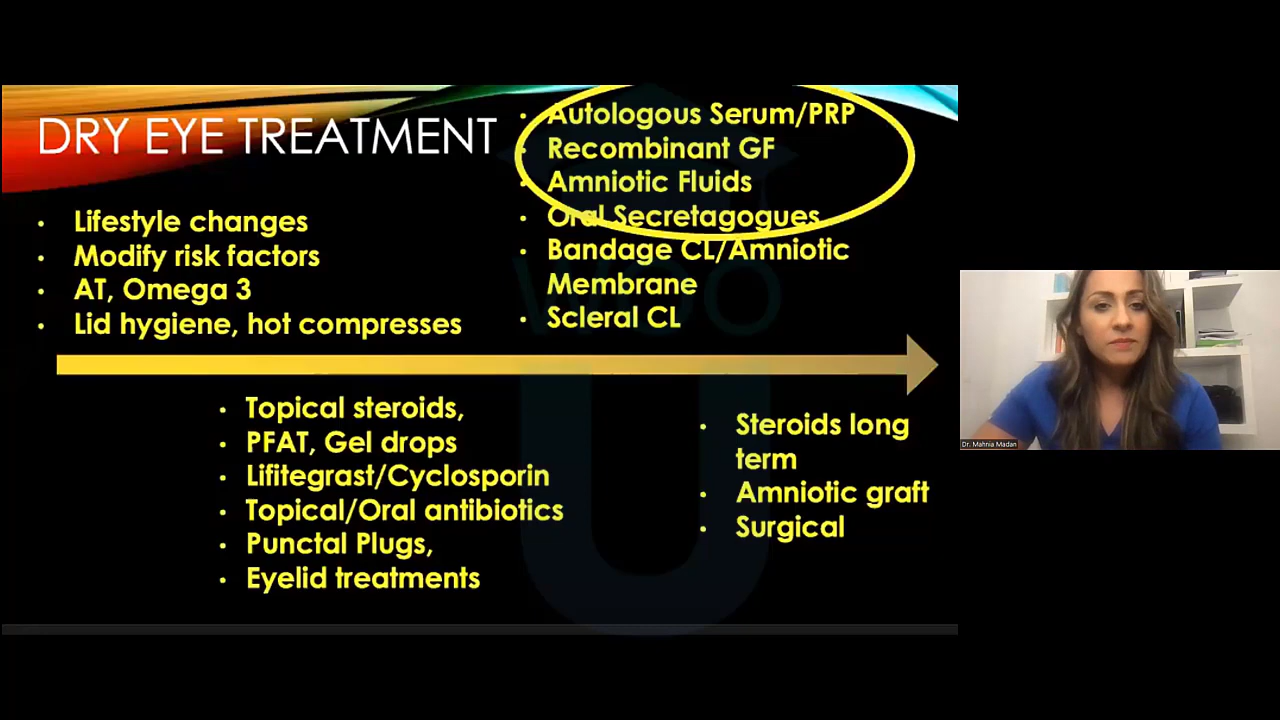 DRY EYE TREATMENT
• Lifestyle changes
• Modify risk factors
• AT, Omega 3
• Lid hygiene, hot compresses
• Autologous Serum/PRP
• Recombinant GF
• Amniotic Fluids
• Oral Secretagogues
• Bandage CL/Amniotic
Membrane
• Scleral CL
• Topical steroids,
• PFAT, Gel drops
• Lifitegrast/Cyclosporin
• Topical/Oral antibiotics
• Punctal Plugs,
• Eyelid treatments
• Steroids long
term
• Amniotic graft
• Surgical
Dr. Mahnia Madan